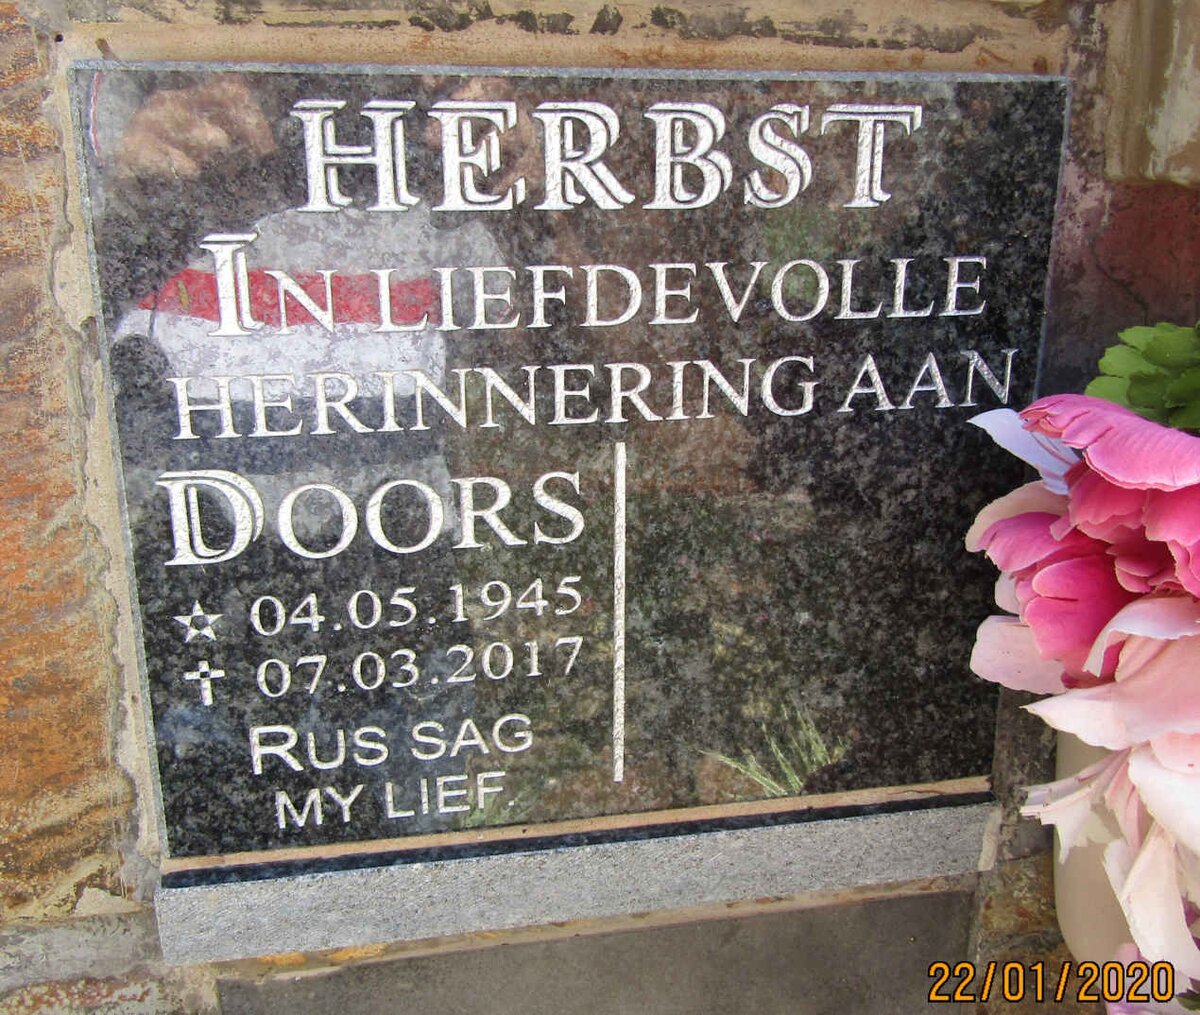 HERBST
IN LIEFDEVOLLE
HERINNERING AAN
DOORS
04.05.1945
07.03.2017
RUS SAG
MY LIEF.
22/01/2020